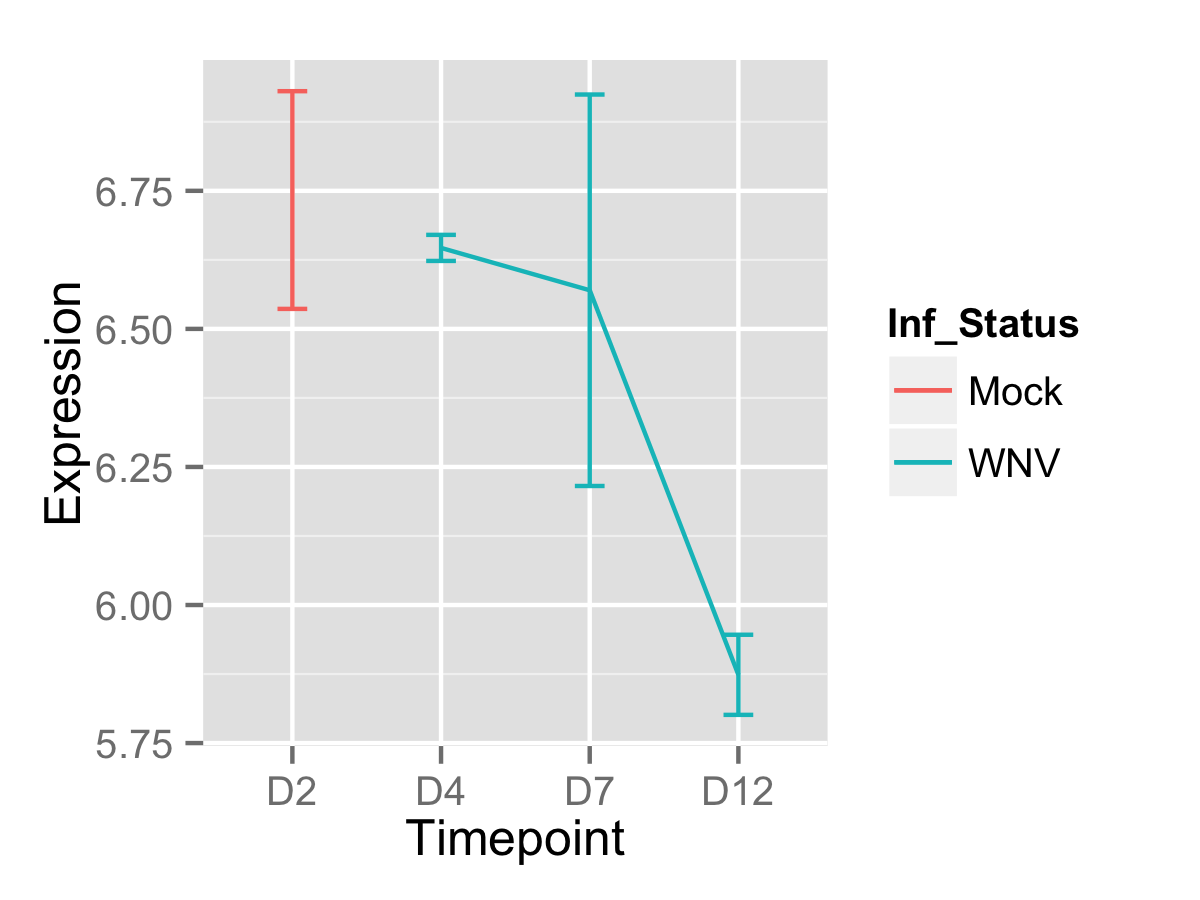 Expression
6.75
6.50
6.25
6.00
5.75
D2 D4 D7 D12
Timepoint
Inf_Status
Mock
WNV